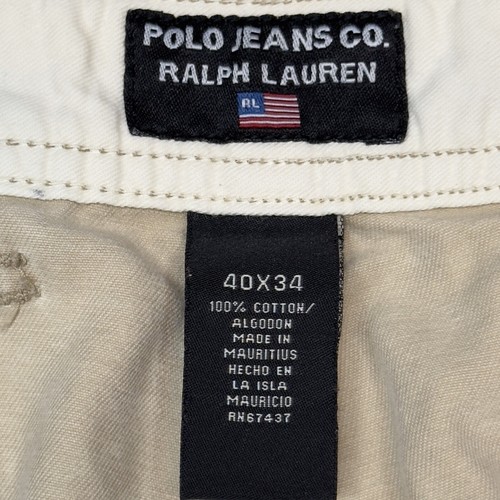 POLO JEANS CO.
RALPH LAUREN
RL
40X34
100% COTTON/
ALGODON
MADE IN
MAURITIUS
HECHO EN
LA ISLA
MAURICIO
RN67437